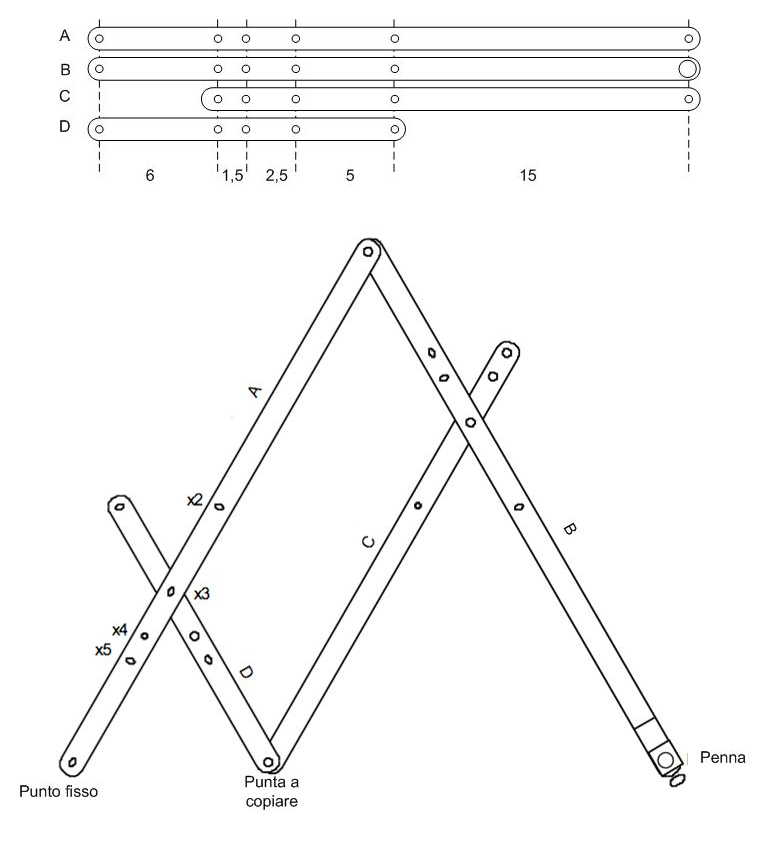 A
B
C
D
6 1,5 2,5 5 15
A
x2
B
C
x3
x4
x5
D
Penna
Punto fisso
Punta a
copiare